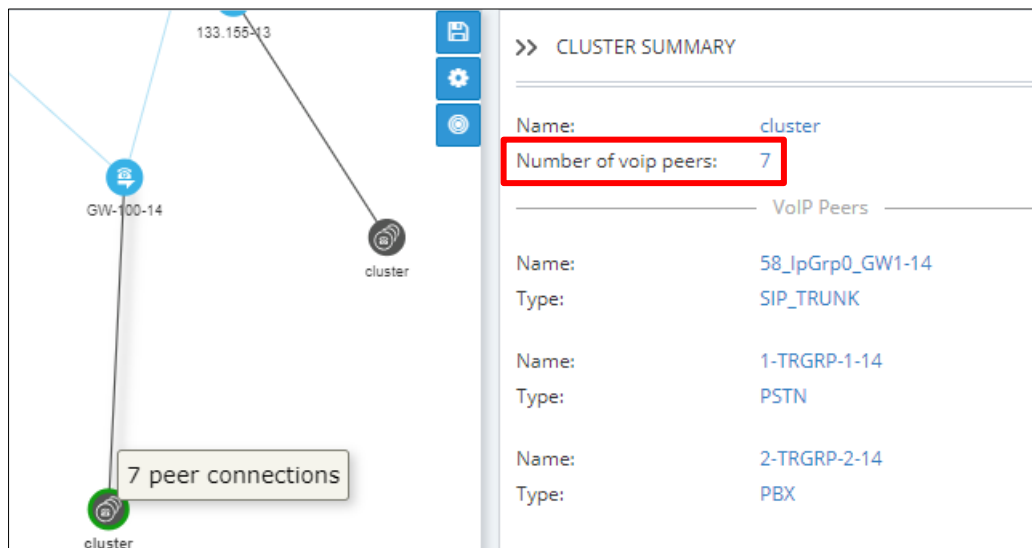 133.155-13
GW-100-14
cluster
7 peer connections
cluster
CLUSTER SUMMARY
Name: cluster
Number of voip peers: 7
VoIP Peers
Name: 58_IpGrp0_GW1-14
Type: SIP_TRUNK
Name: 1-TRGRP-1-14
Type: PSTN
Name: 2-TRGRP-2-14
Type: PBX